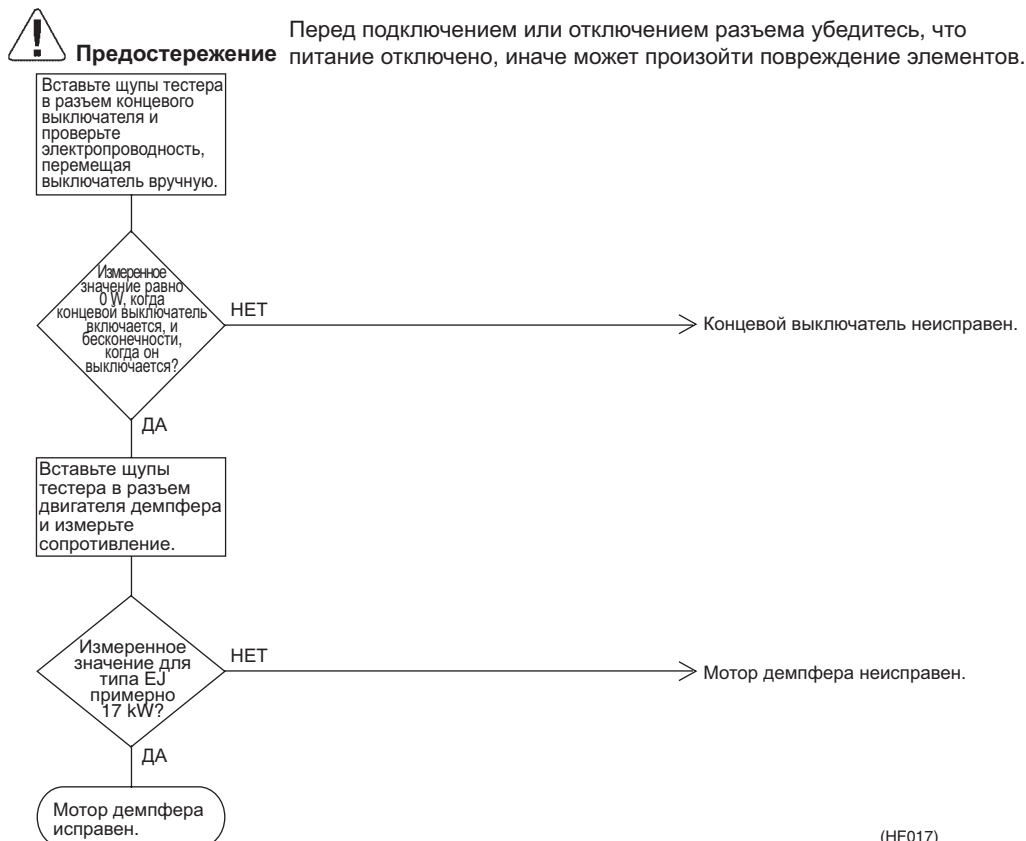 Перед подключением или отключением разъема убедитесь, что
Предостережение питание отключено, иначе может произойти повреждение элементов.
Вставьте щупы тестера
в разъем концевого
выключателя и
проверьте
электропроводность,
перемещая
выключатель вручную.
Измеренное
значение равно
0 W, когда
концевой выключатель
включается, и
бесконечности,
когда он
выключается?
НЕТ
Концевой выключатель неисправен.
ДА
Вставьте щупы
тестера в разъем
двигателя демпфера
и измерьте
сопротивление.
Измеренное
значение для
типа EJ
примерно
17 kW?
НЕТ
Мотор демпфера неисправен.
ДА
Мотор демпфера
исправен.
(HF017)